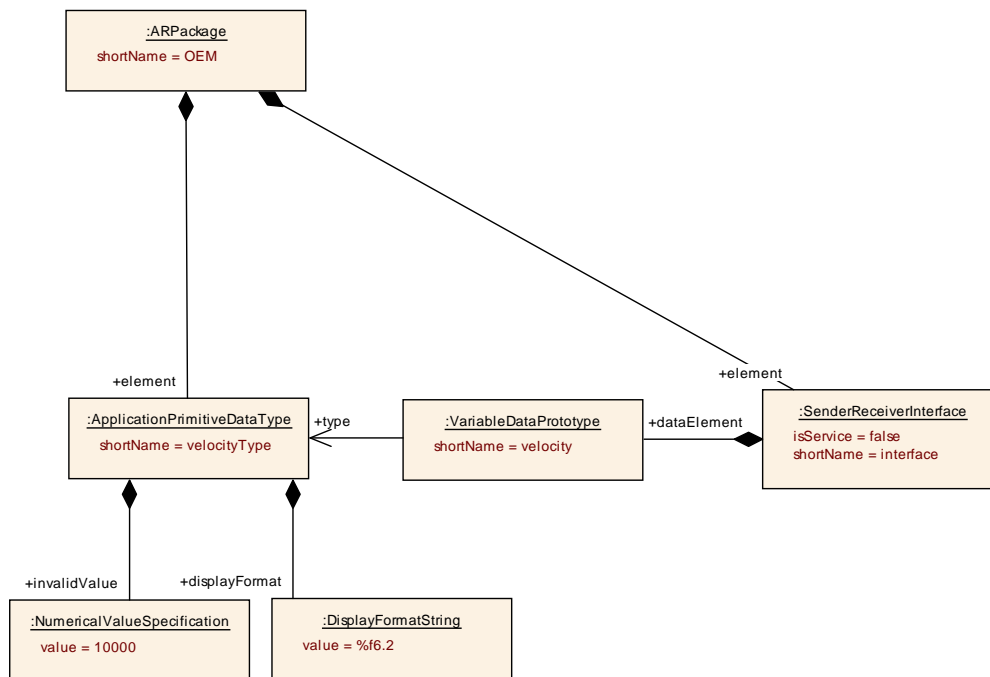 :ARPackage
shortName = OEM
+element
+element
:ApplicationPrimitiveDataType
shortName = velocityType
+type
:VariableDataPrototype
shortName = velocity
+dataElement
:SenderReceiverInterface
isService = false
shortName = interface
+invalidValue
+displayFormat
:NumericalValueSpecification
value = 10000
:DisplayFormatString
value = %f6.2